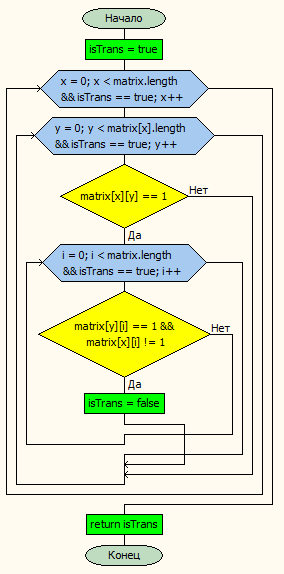 Начало
isTrans = true
x = 0; x < matrix.length
&& isTrans == true; x++
y = 0; y < matrix[x].length
&& isTrans == true; y++
matrix[x][y] == 1
Нет
Да
i = 0; i < matrix.length
&& isTrans == true; i++
matrix[y][i] == 1 &&
matrix[x][i] != 1
Нет
Да
isTrans = false
return isTrans
Конец